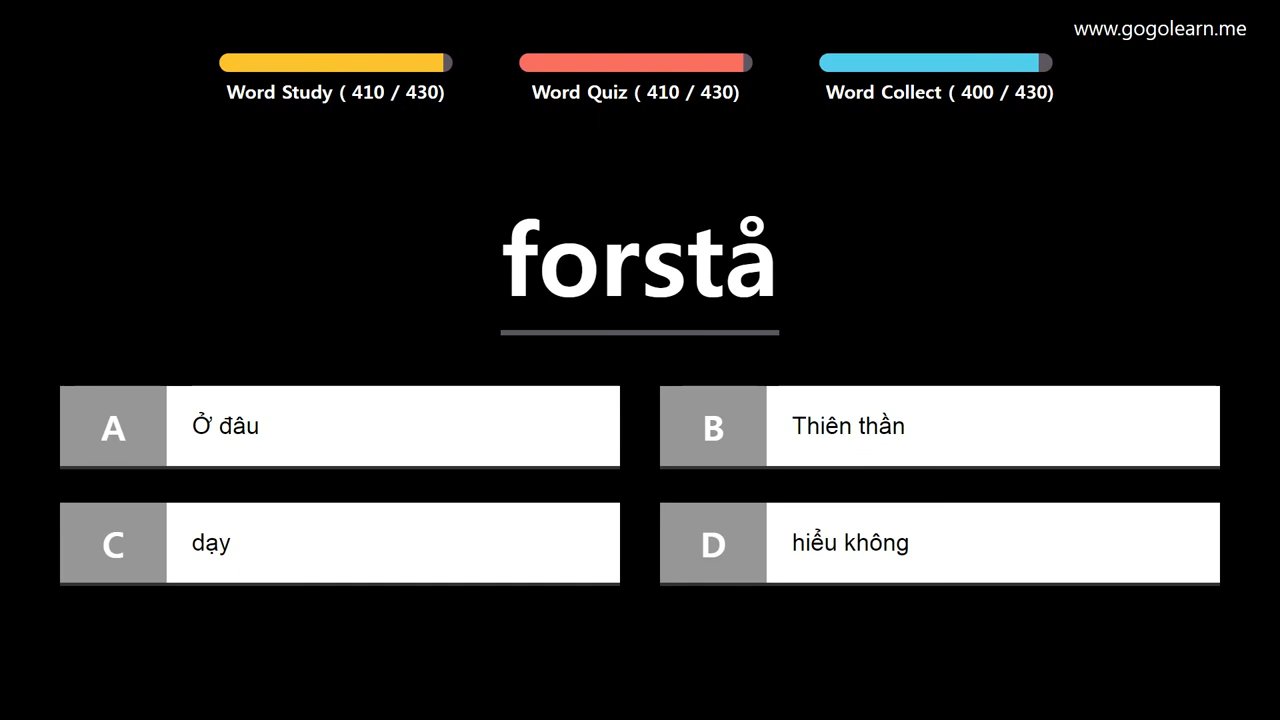 www.gogolearn.me
Word Study ( 410 / 430)
Word Quiz ( 410 / 430)
Word Collect ( 400 / 430)
forstå
A Ở đâu
B Thiên thần
C dạy
D hiểu không